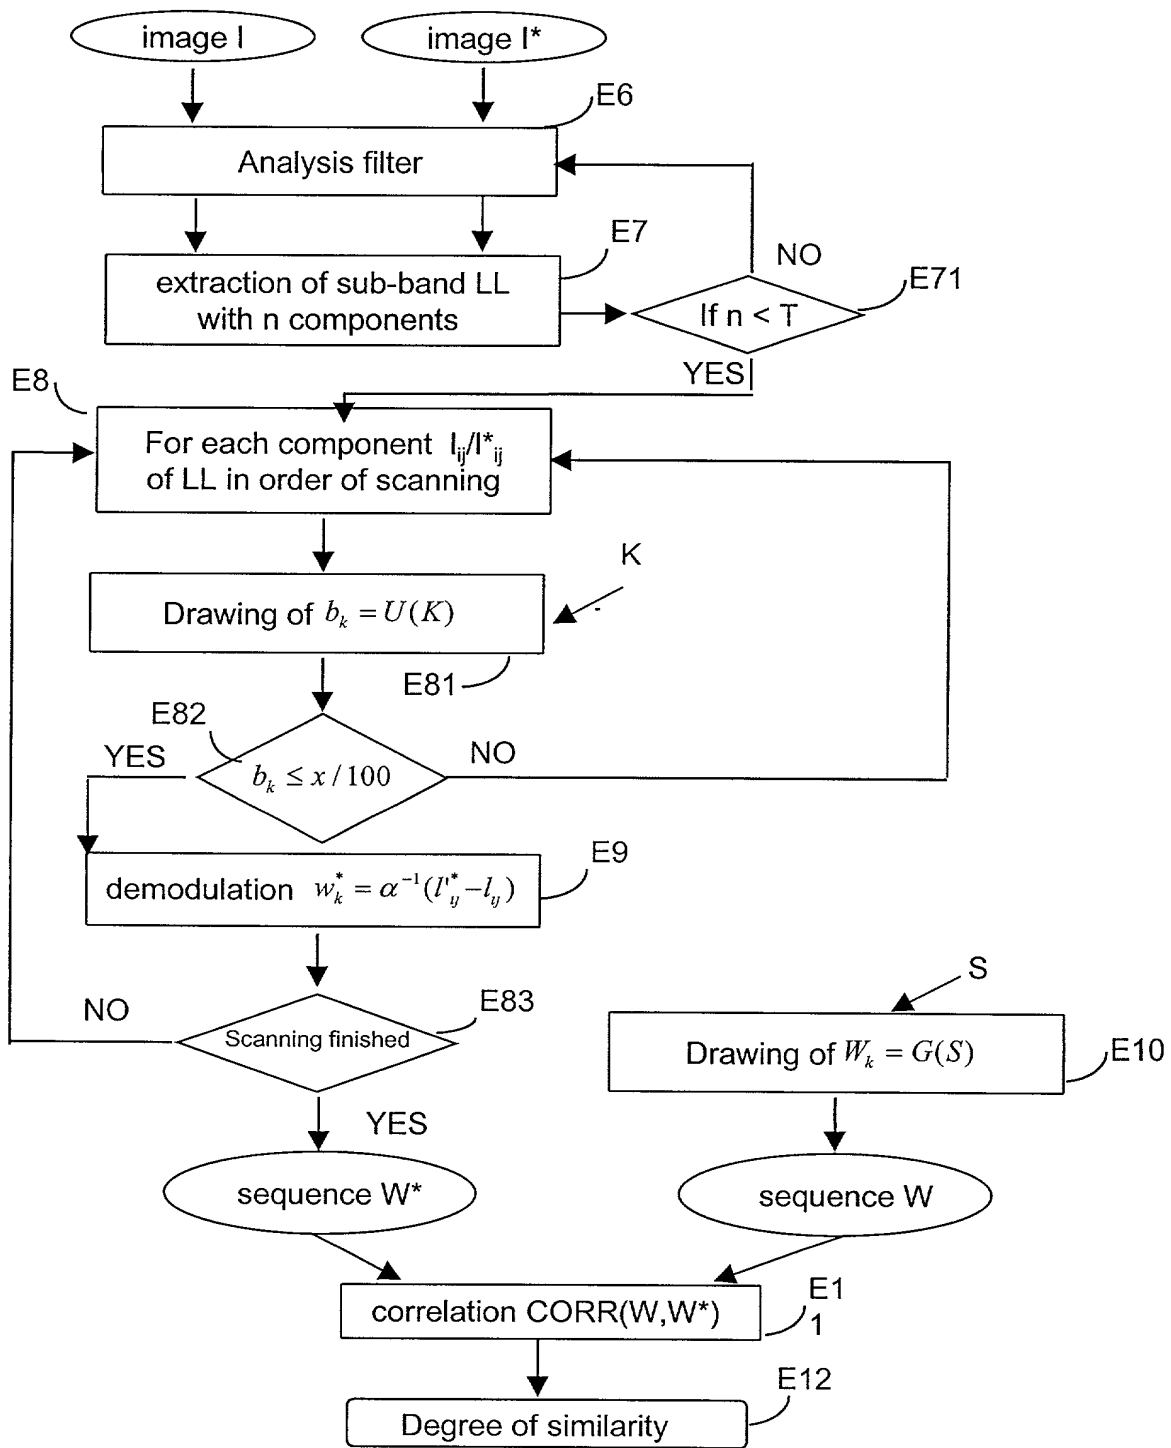 image I
image I*
E6
Analysis filter
E7
NO
E71
extraction of sub-band LL
with n components
If n < T
YES
E8
For each component I_ij/I*_ij
of LL in order of scanning
K
Drawing of b_k = U(K)
E81
E82
YES
NO
b_k ≤ x / 100
E9
demodulation w_k^* = α^{-1}(l'^*_y − l_y)
S
NO
E83
Scanning finished
Drawing of W_k = G(S)
E10
YES
sequence W*
sequence W
E1
1
correlation CORR(W,W*)
E12
Degree of similarity